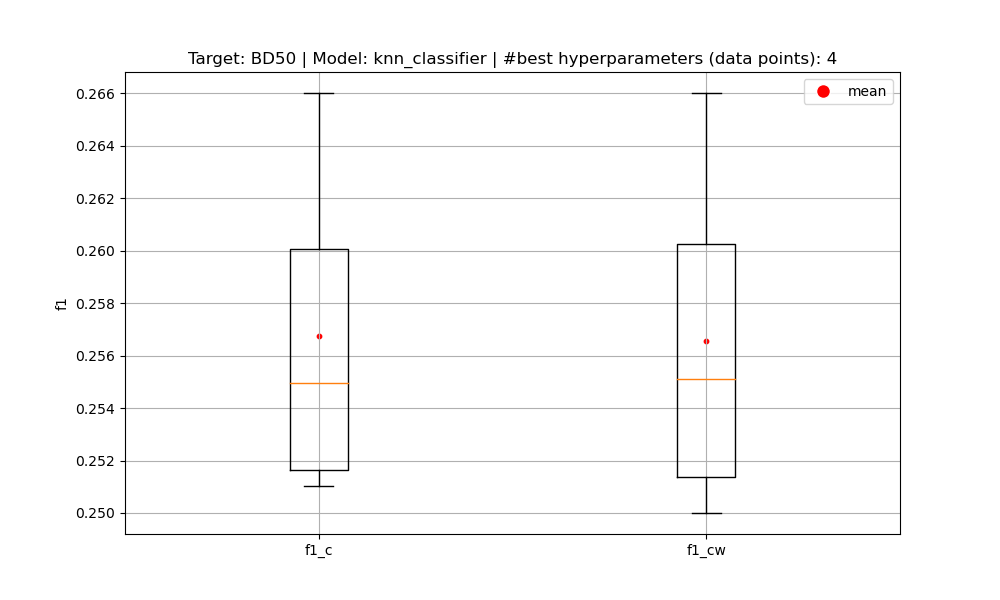 Target: BD50 | Model: knn_classifier | #best hyperparameters (data points): 4
mean
0.266
0.264
0.262
0.260
0.258
0.256
0.254
0.252
0.250
f1
f1_c
f1_cw